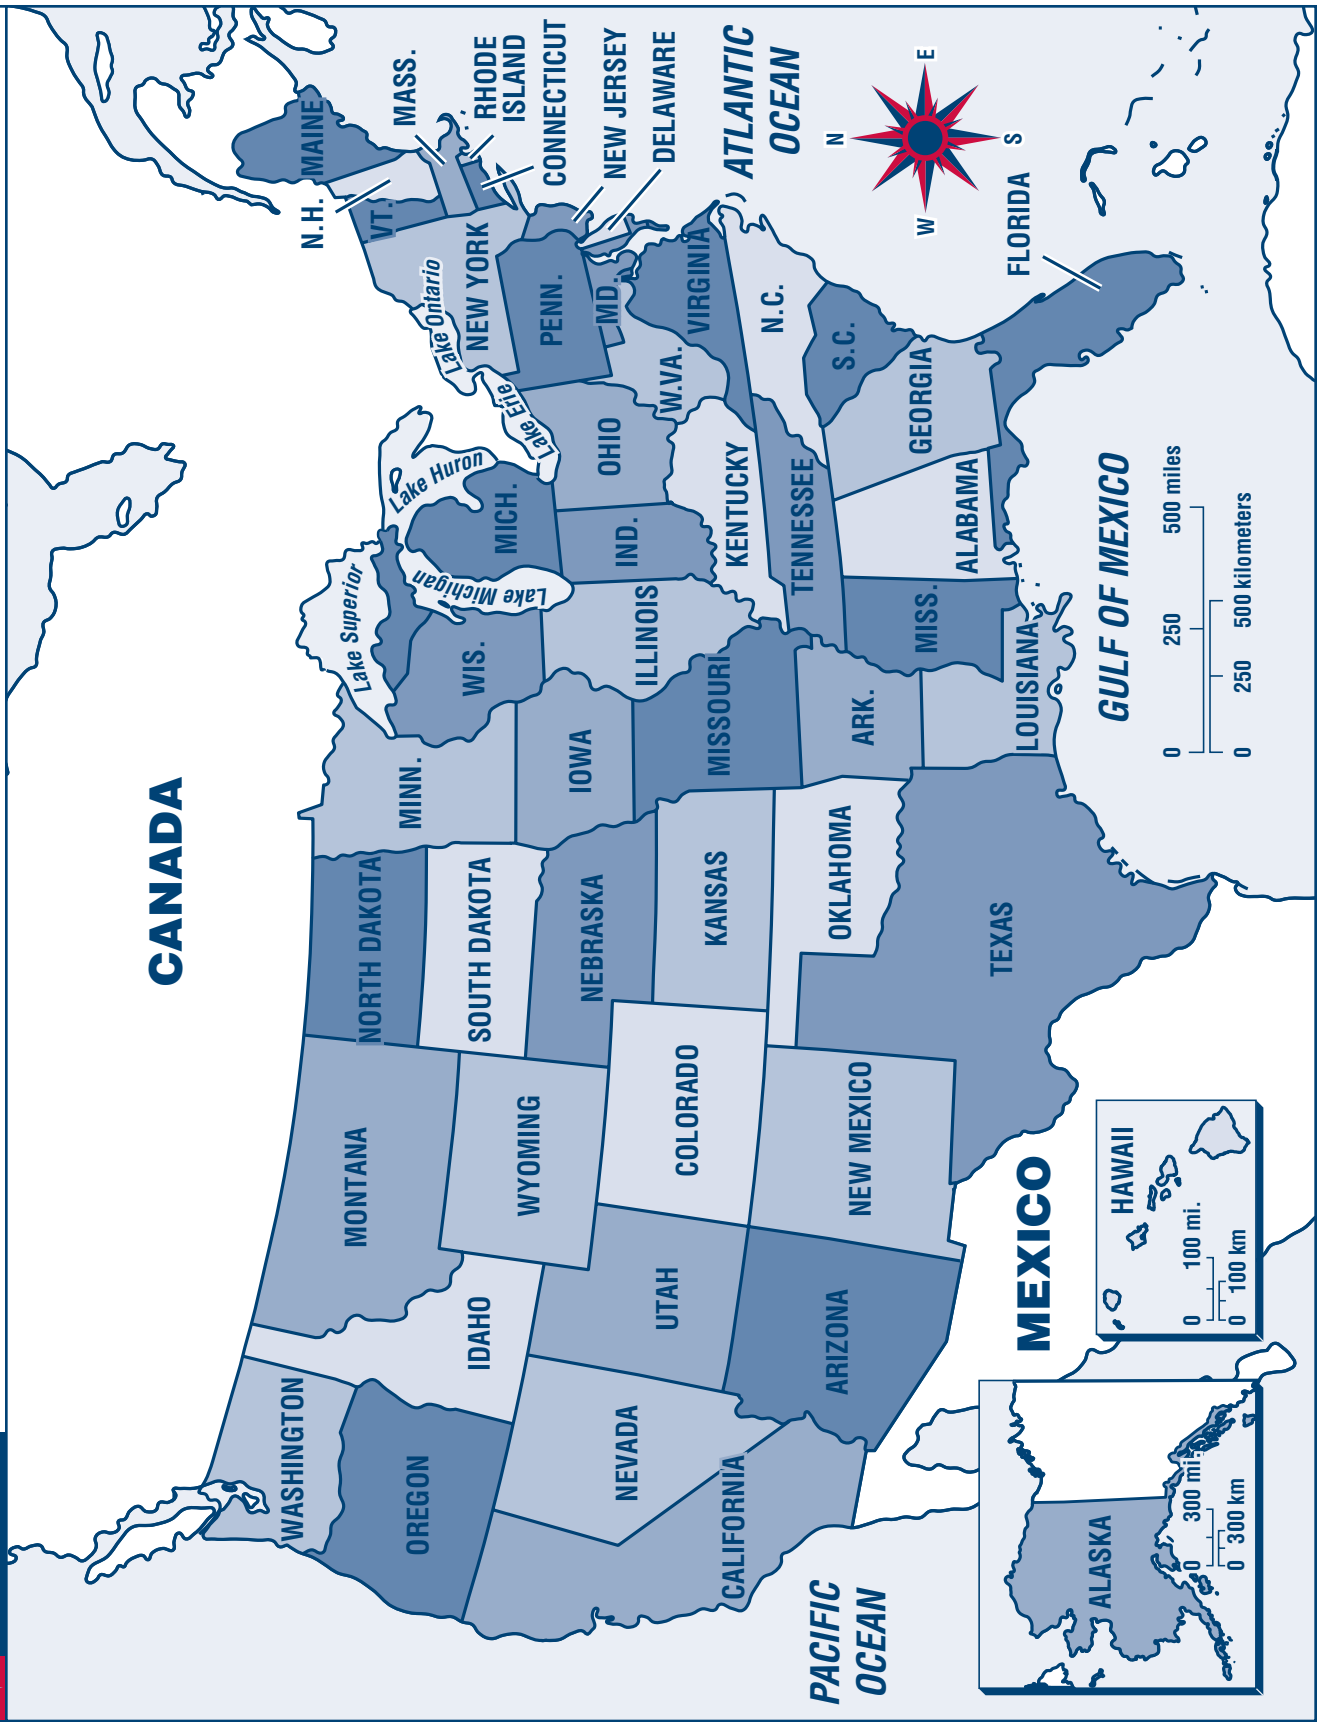 CANADA
WASHINGTON
OREGON
CALIFORNIA
NEVADA
IDAHO
MONTANA
WYOMING
UTAH
ARIZONA
COLORADO
NEW MEXICO
NORTH DAKOTA
SOUTH DAKOTA
NEBRASKA
KANSAS
OKLAHOMA
TEXAS
MINN.
IOWA
MISSOURI
ARK.
LOUISIANA
WIS.
ILLINOIS
MISS.
MICH.
IND.
OHIO
KENTUCKY
TENNESSEE
ALABAMA
GEORGIA
FLORIDA
S.C.
N.C.
VIRGINIA
W.VA.
MD.
PENN.
NEW YORK
VT.
N.H.
MAINE
MASS.
RHODE
ISLAND
CONNECTICUT
NEW JERSEY
DELAWARE
Lake Superior
Lake Michigan
Lake Huron
Lake Erie
Lake Ontario
ATLANTIC
OCEAN
PACIFIC
OCEAN
GULF OF MEXICO
MEXICO
N
E
S
W
0 250 500 miles
0 250 500 kilometers
ALASKA
0 300 mi.
0 300 km
HAWAII
0 100 mi.
0 100 km